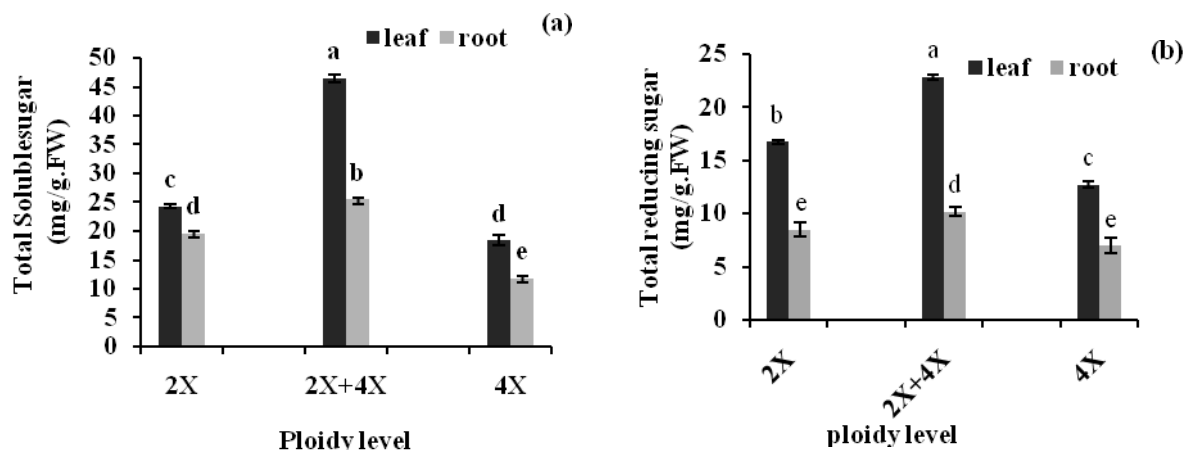 (a)
leaf root
Total Solublesugar
(mg/g.FW)
50
45
40
35
30
25
20
15
10
5
0
c
d
a
b
d
e
2X 2X+4X 4X
Ploidy level
(b)
leaf root
Total reducing sugar
(mg/g.FW)
25
20
15
10
5
0
b
e
a
d
c
e
2X 2X+4X 4X
ploidy level